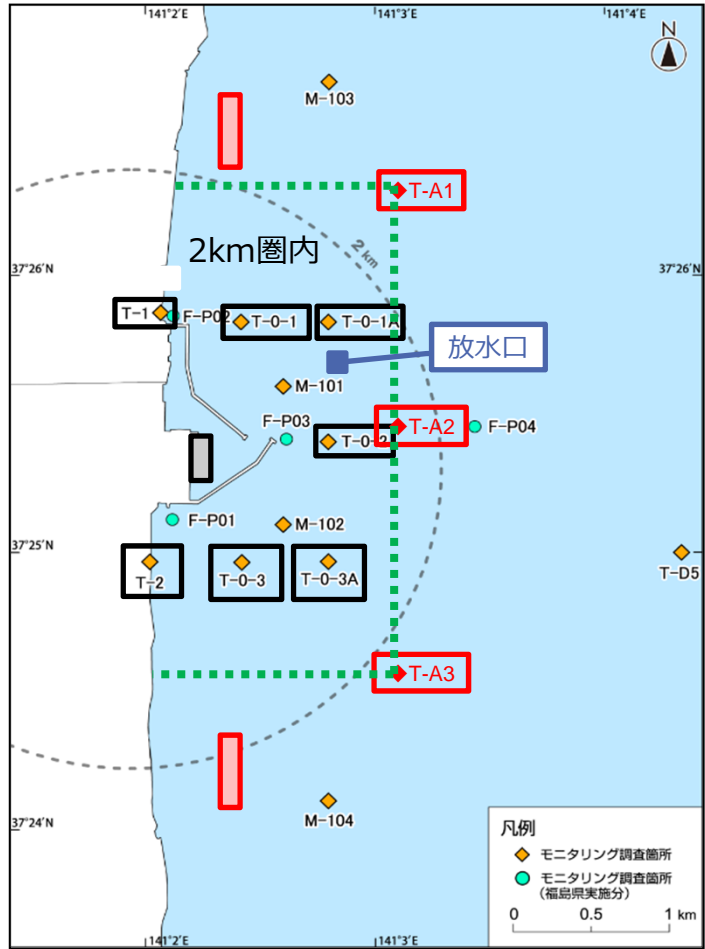 141°2′E
141°3′E
141°4′E
N
M-103
T-A1
2km圏内
2 km
37°26′N
37°26′N
T-1
F-P02
T-0-1
T-0-1A
放水口
M-101
F-P03
T-0-2
T-A2
F-P04
F-P01
M-102
37°25′N
T-2
T-0-3
T-0-3A
T-D5
T-A3
M-104
37°24′N
凡例
モニタリング調査箇所
モニタリング調査箇所
(福島県実施分)
0 0.5 1 km
141°2′E
141°3′E